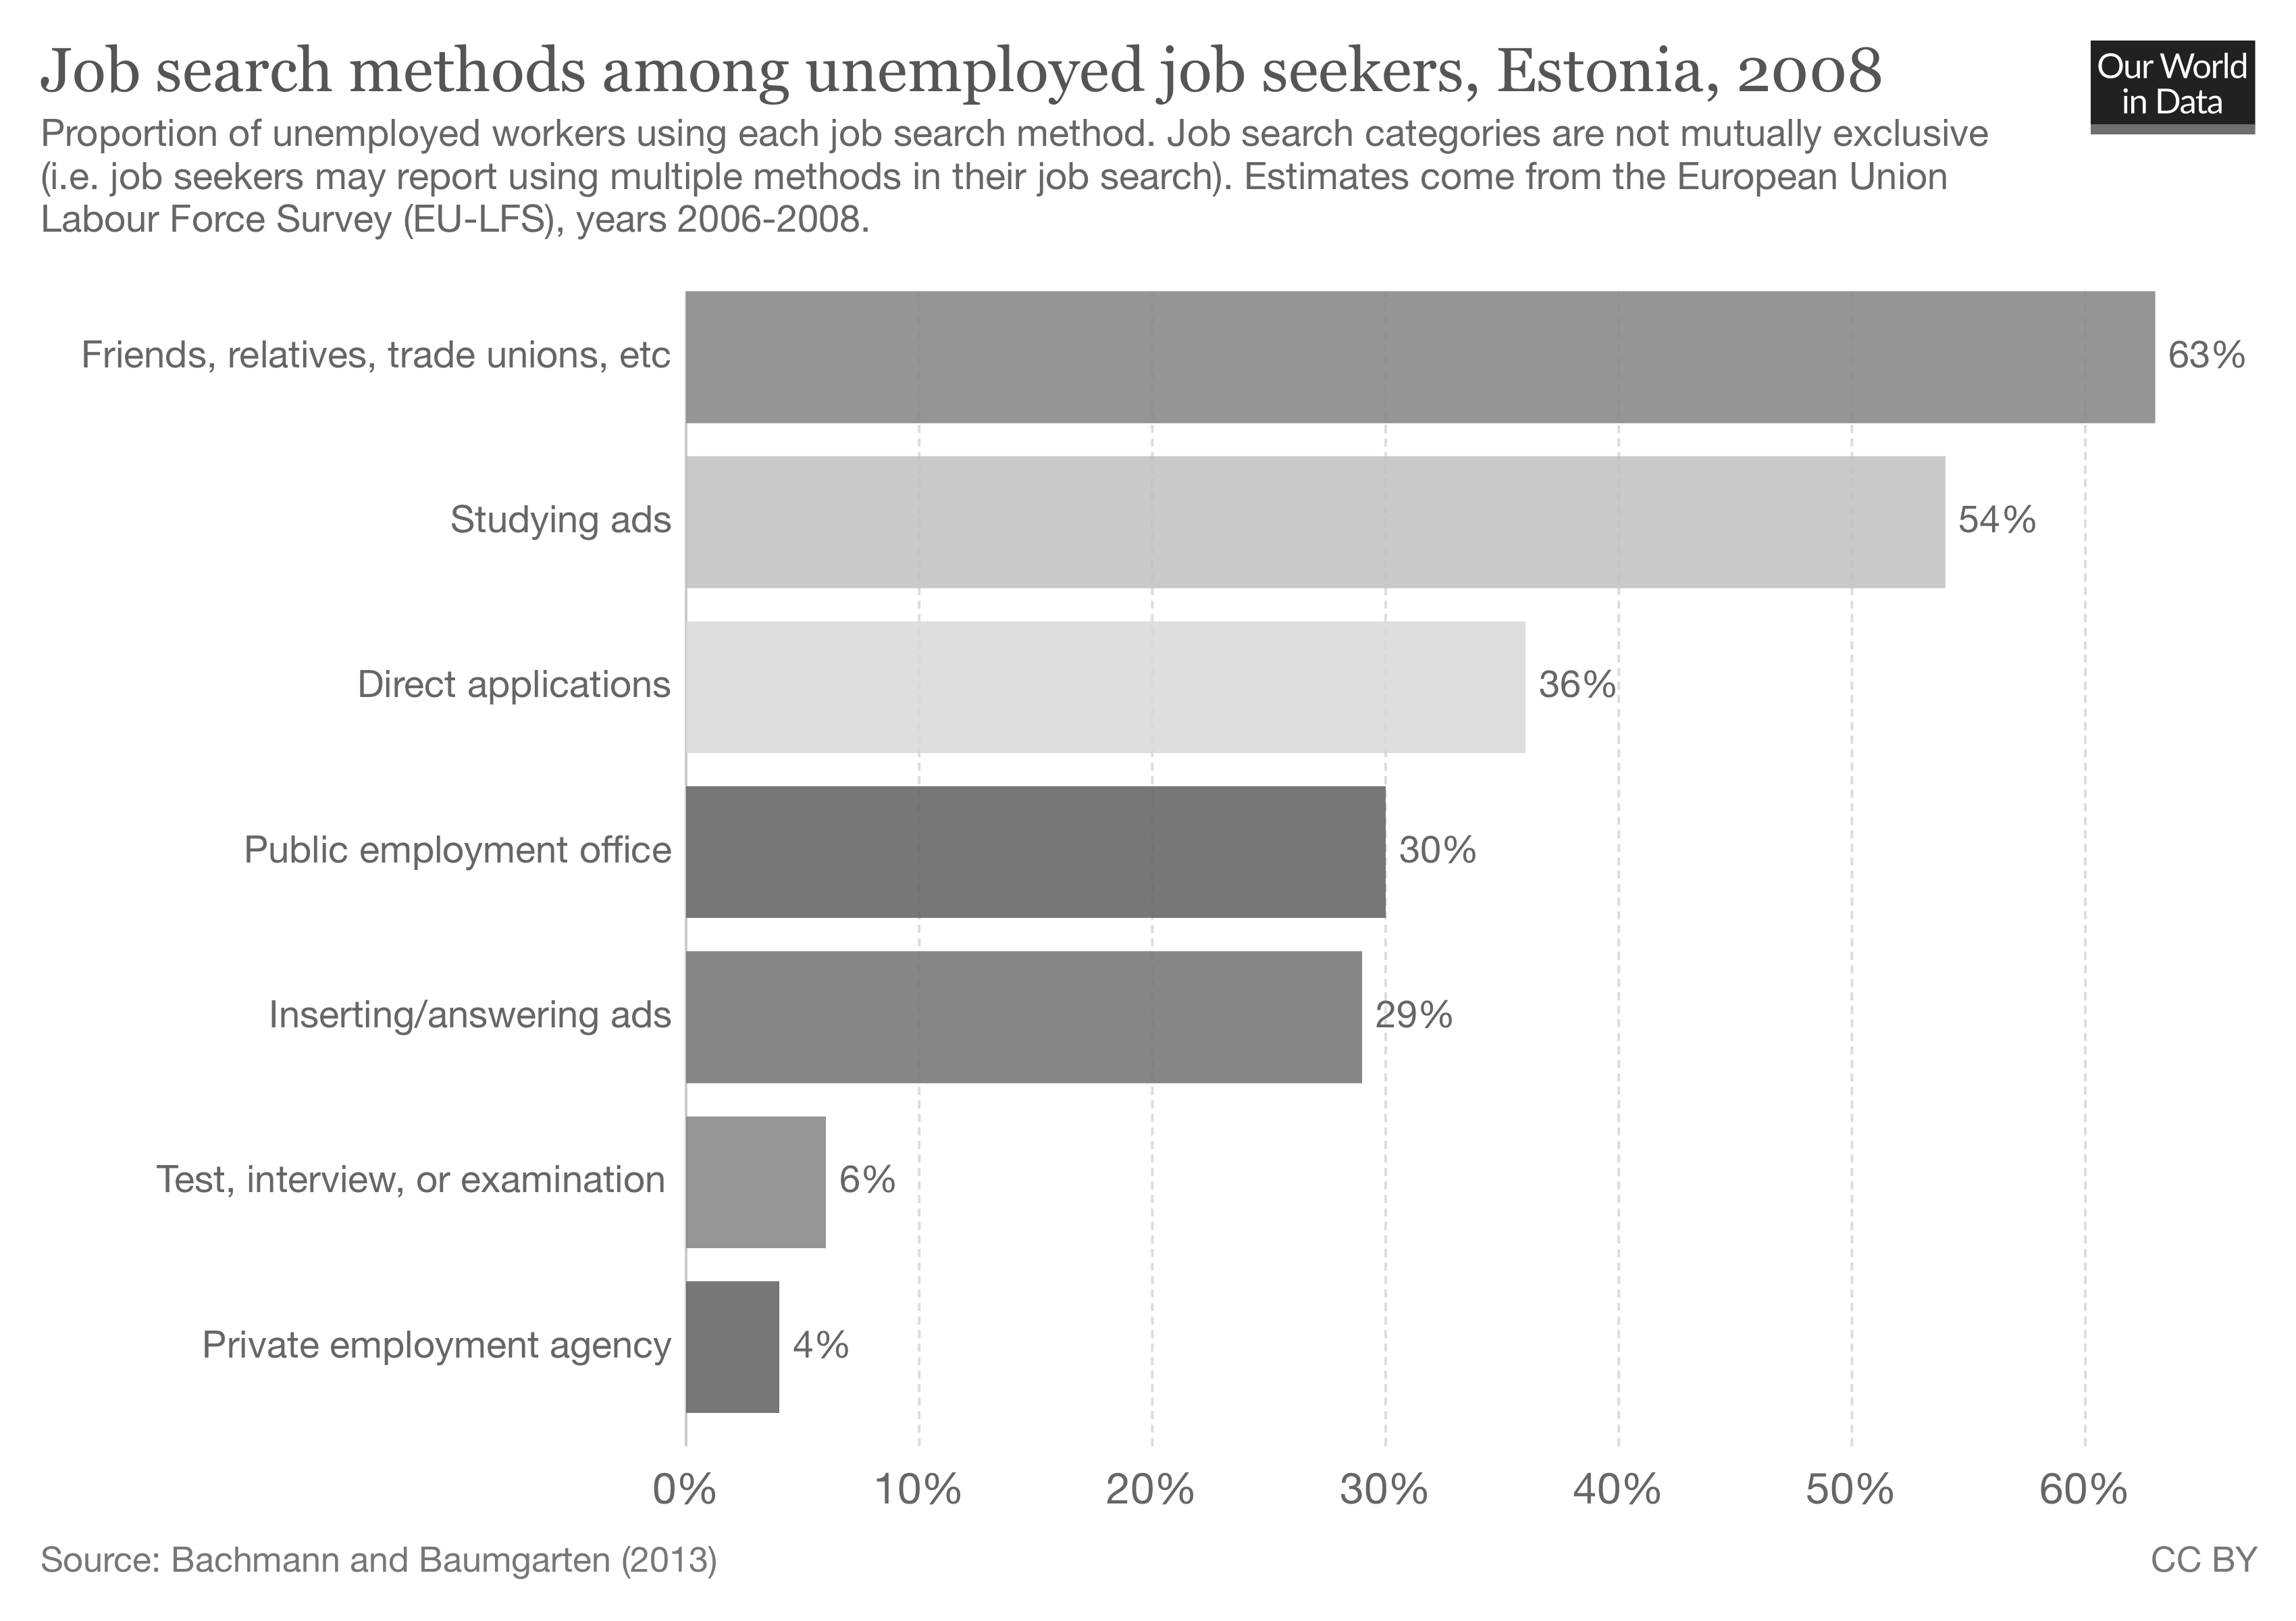 Job search methods among unemployed job seekers, Estonia, 2008
Our World
in Data
Proportion of unemployed workers using each job search method. Job search categories are not mutually exclusive
(i.e. job seekers may report using multiple methods in their job search). Estimates come from the European Union
Labour Force Survey (EU-LFS), years 2006-2008.
Friends, relatives, trade unions, etc 63%
Studying ads 54%
Direct applications 36%
Public employment office 30%
Inserting/answering ads 29%
Test, interview, or examination 6%
Private employment agency 4%
0% 10% 20% 30% 40% 50% 60%
Source: Bachmann and Baumgarten (2013) CC BY